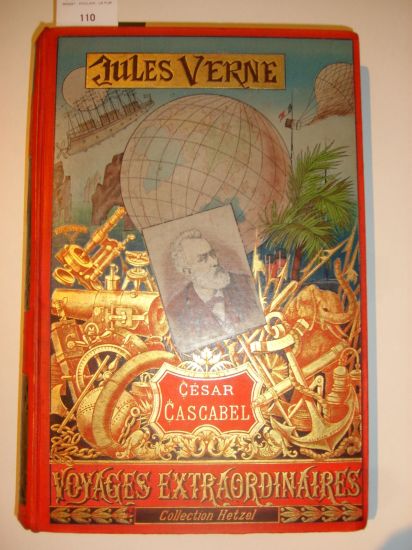 110
JULES VERNE
CÉSAR
CASCABEL
VOYAGES EXTRAORDINAIRES
Collection Hetzel